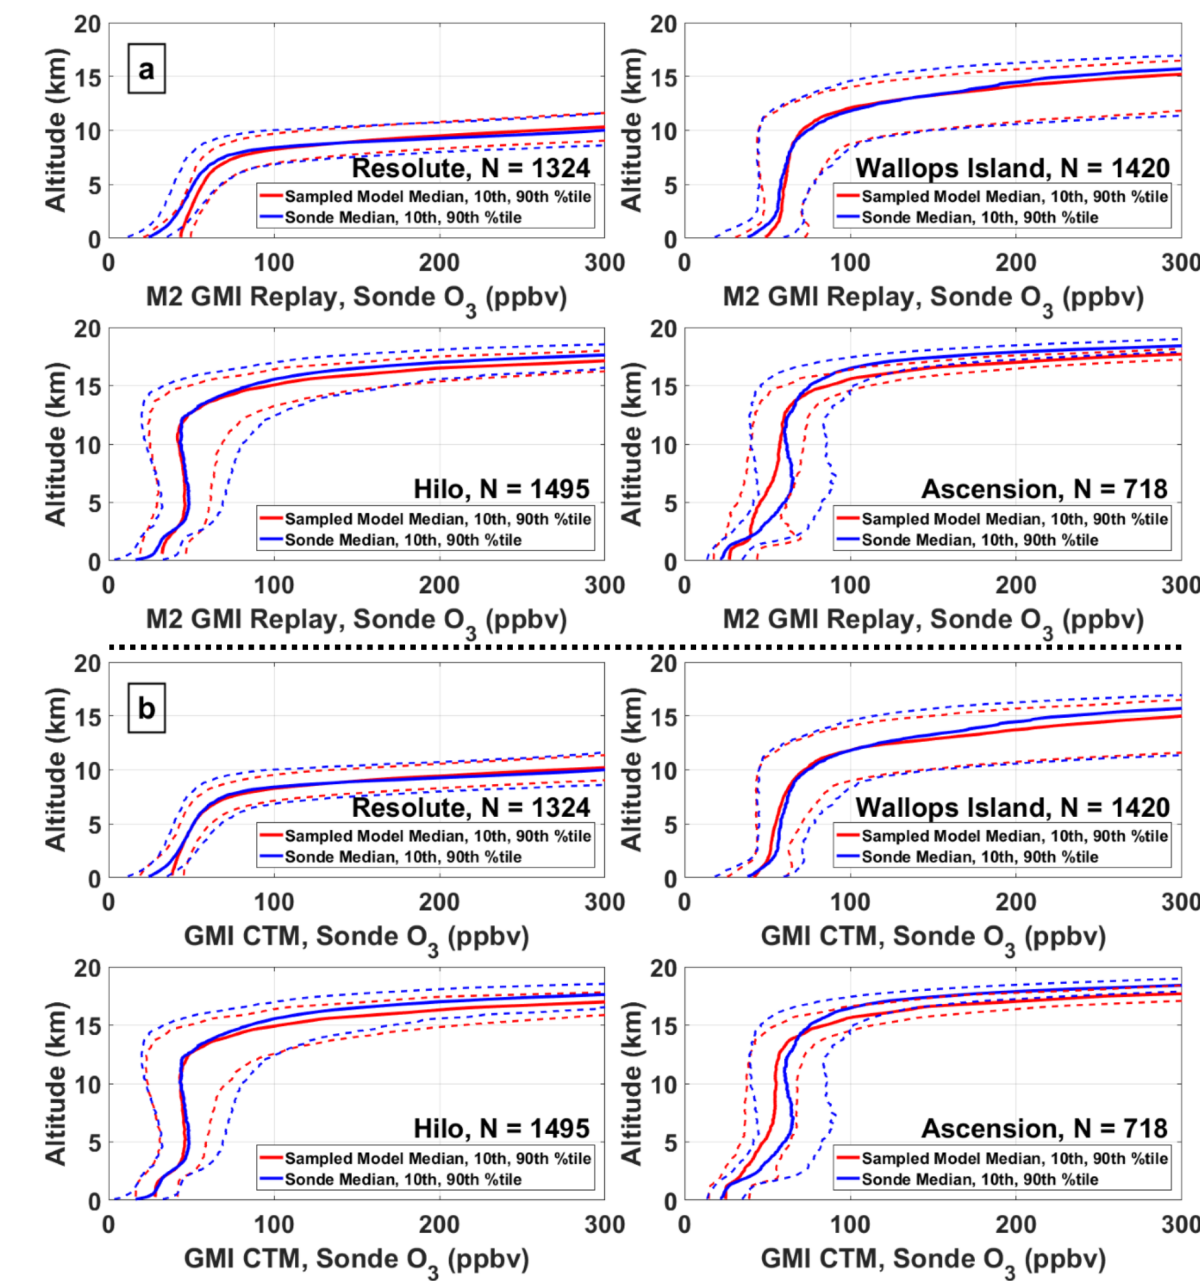 a
20
15
10
5
0
Altitude (km)
Resolute, N = 1324
Sampled Model Median, 10th, 90th %tile
Sonde Median, 10th, 90th %tile
0 100 200 300
M2 GMI Replay, Sonde O3 (ppbv)
20
15
10
5
0
Altitude (km)
Wallops Island, N = 1420
Sampled Model Median, 10th, 90th %tile
Sonde Median, 10th, 90th %tile
0 100 200 300
M2 GMI Replay, Sonde O3 (ppbv)
20
15
10
5
0
Altitude (km)
Hilo, N = 1495
Sampled Model Median, 10th, 90th %tile
Sonde Median, 10th, 90th %tile
0 100 200 300
M2 GMI Replay, Sonde O3 (ppbv)
20
15
10
5
0
Altitude (km)
Ascension, N = 718
Sampled Model Median, 10th, 90th %tile
Sonde Median, 10th, 90th %tile
0 100 200 300
M2 GMI Replay, Sonde O3 (ppbv)
b
20
15
10
5
0
Altitude (km)
Resolute, N = 1324
Sampled Model Median, 10th, 90th %tile
Sonde Median, 10th, 90th %tile
0 100 200 300
GMI CTM, Sonde O3 (ppbv)
20
15
10
5
0
Altitude (km)
Wallops Island, N = 1420
Sampled Model Median, 10th, 90th %tile
Sonde Median, 10th, 90th %tile
0 100 200 300
GMI CTM, Sonde O3 (ppbv)
20
15
10
5
0
Altitude (km)
Hilo, N = 1495
Sampled Model Median, 10th, 90th %tile
Sonde Median, 10th, 90th %tile
0 100 200 300
GMI CTM, Sonde O3 (ppbv)
20
15
10
5
0
Altitude (km)
Ascension, N = 718
Sampled Model Median, 10th, 90th %tile
Sonde Median, 10th, 90th %tile
0 100 200 300
GMI CTM, Sonde O3 (ppbv)